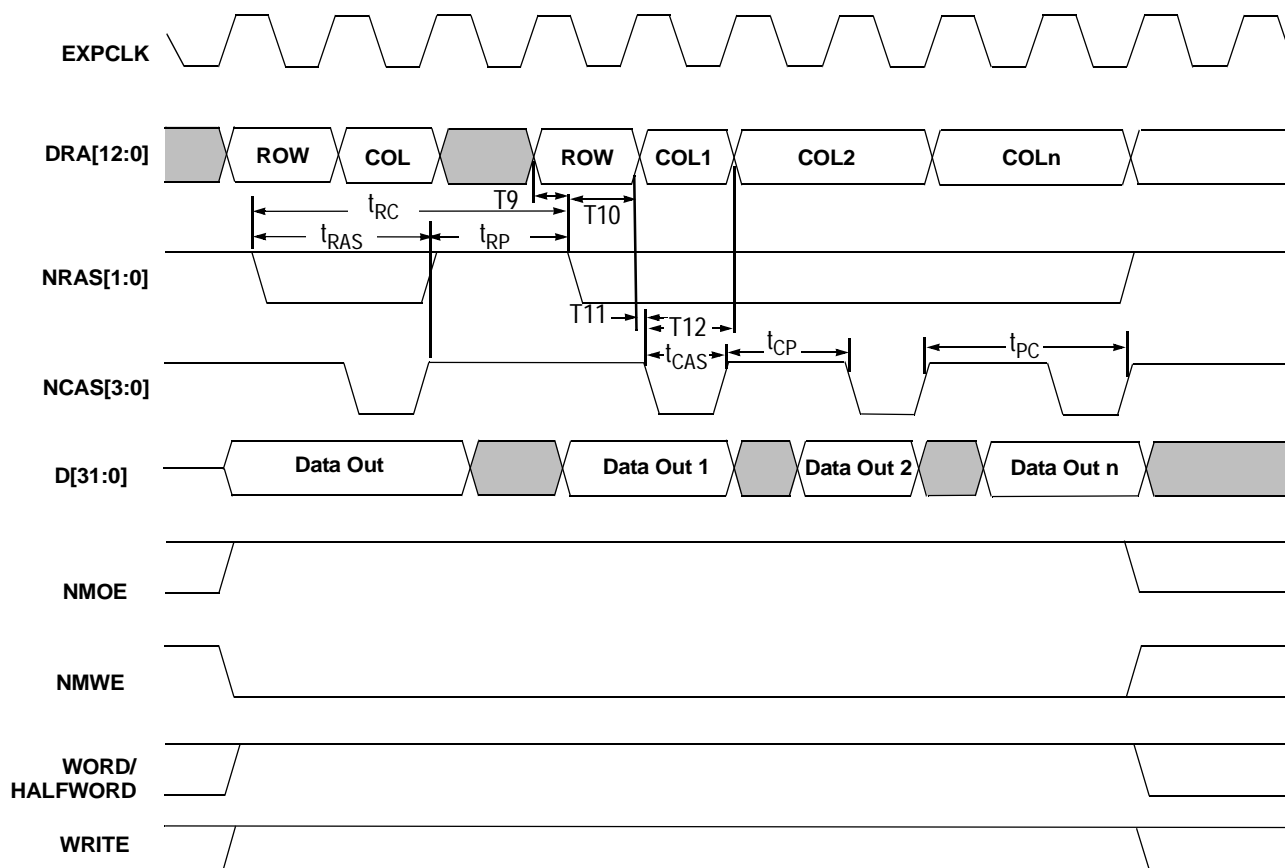 EXPCLK
DRA[12:0]
ROW
COL
ROW
COL1
COL2
COLn
tRC
T9
T10
tRAS
tRP
NRAS[1:0]
T11
T12
tCAS
tCP
tPC
NCAS[3:0]
D[31:0]
Data Out
Data Out 1
Data Out 2
Data Out n
NMOE
NMWE
WORD/
HALFWORD
WRITE